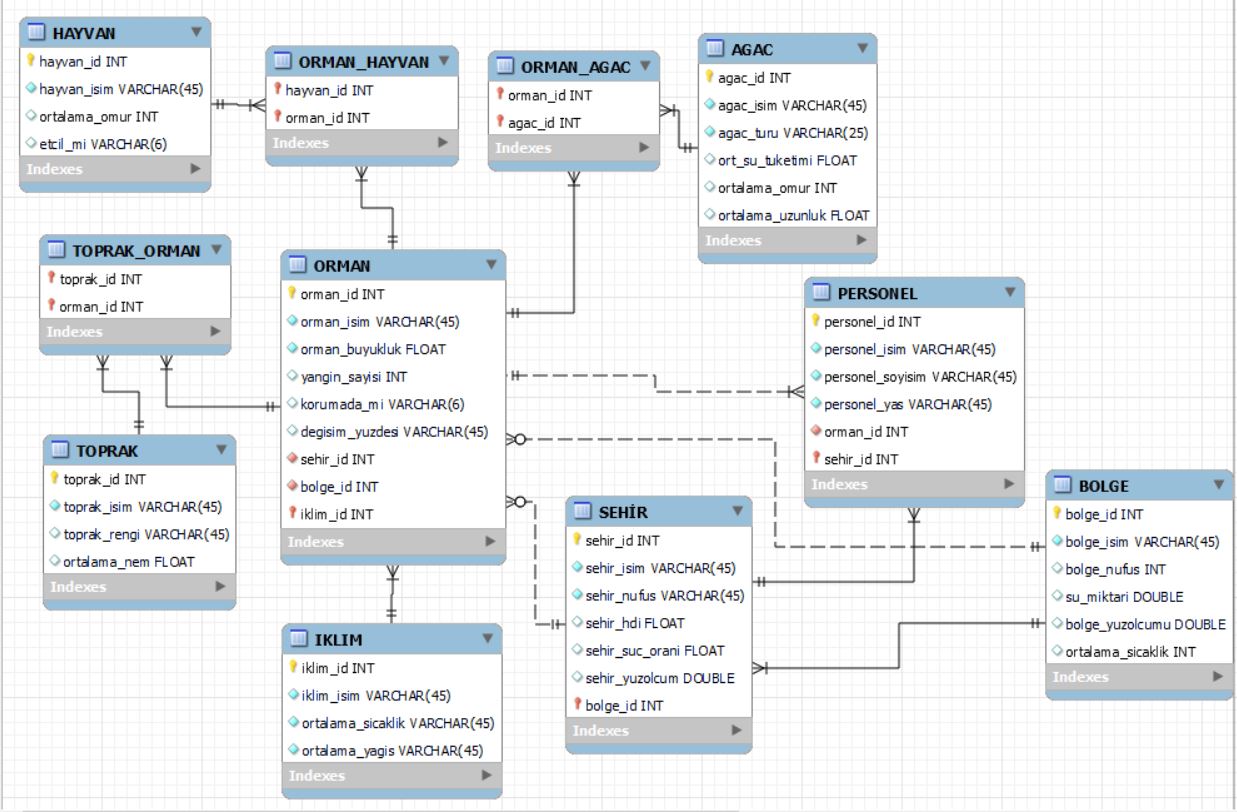 HAYVAN
hayvan_id INT
hayvan_isim VARCHAR(45)
ortalama_omur INT
etcil_mi VARCHAR(6)
Indexes
ORMAN_HAYVAN
hayvan_id INT
orman_id INT
Indexes
ORMAN_AGAC
orman_id INT
agac_id INT
Indexes
AGAC
agac_id INT
agac_isim VARCHAR(45)
agac_turu VARCHAR(25)
ort_su_tuketimi FLOAT
ortalama_omur INT
ortalama_uzunluk FLOAT
Indexes
TOPRAK_ORMAN
toprak_id INT
orman_id INT
Indexes
ORMAN
orman_id INT
orman_isim VARCHAR(45)
orman_buyukluk FLOAT
yangin_sayisi INT
korumada_mi VARCHAR(6)
degisim_yuzdesi VARCHAR(45)
sehir_id INT
bolge_id INT
iklim_id INT
Indexes
PERSONEL
personel_id INT
personel_isim VARCHAR(45)
personel_soyisim VARCHAR(45)
personel_yas VARCHAR(45)
orman_id INT
sehir_id INT
Indexes
TOPRAK
toprak_id INT
toprak_isim VARCHAR(45)
toprak_rengi VARCHAR(45)
ortalama_nem FLOAT
Indexes
SEHİR
sehir_id INT
sehir_isim VARCHAR(45)
sehir_nufus VARCHAR(45)
sehir_hdi FLOAT
sehir_suc_orani FLOAT
sehir_yuzolcum DOUBLE
bolge_id INT
Indexes
BOLGE
bolge_id INT
bolge_isim VARCHAR(45)
bolge_nufus INT
su_miktari DOUBLE
bolge_yuzolcumu DOUBLE
ortalama_sicaklik INT
Indexes
IKLIM
iklim_id INT
iklim_isim VARCHAR(45)
ortalama_sicaklik VARCHAR(45)
ortalama_yagis VARCHAR(45)
Indexes